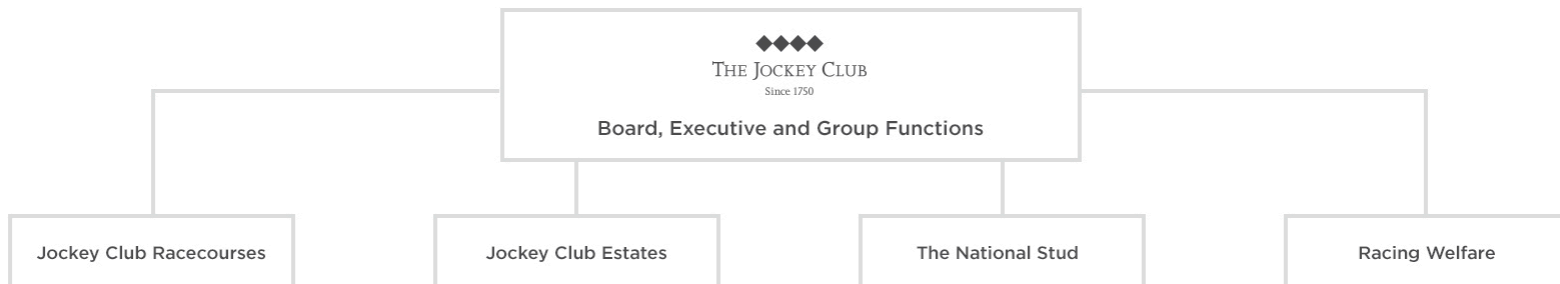 THE JOCKEY CLUB
Since 1750
Board, Executive and Group Functions
Jockey Club Racecourses
Jockey Club Estates
The National Stud
Racing Welfare